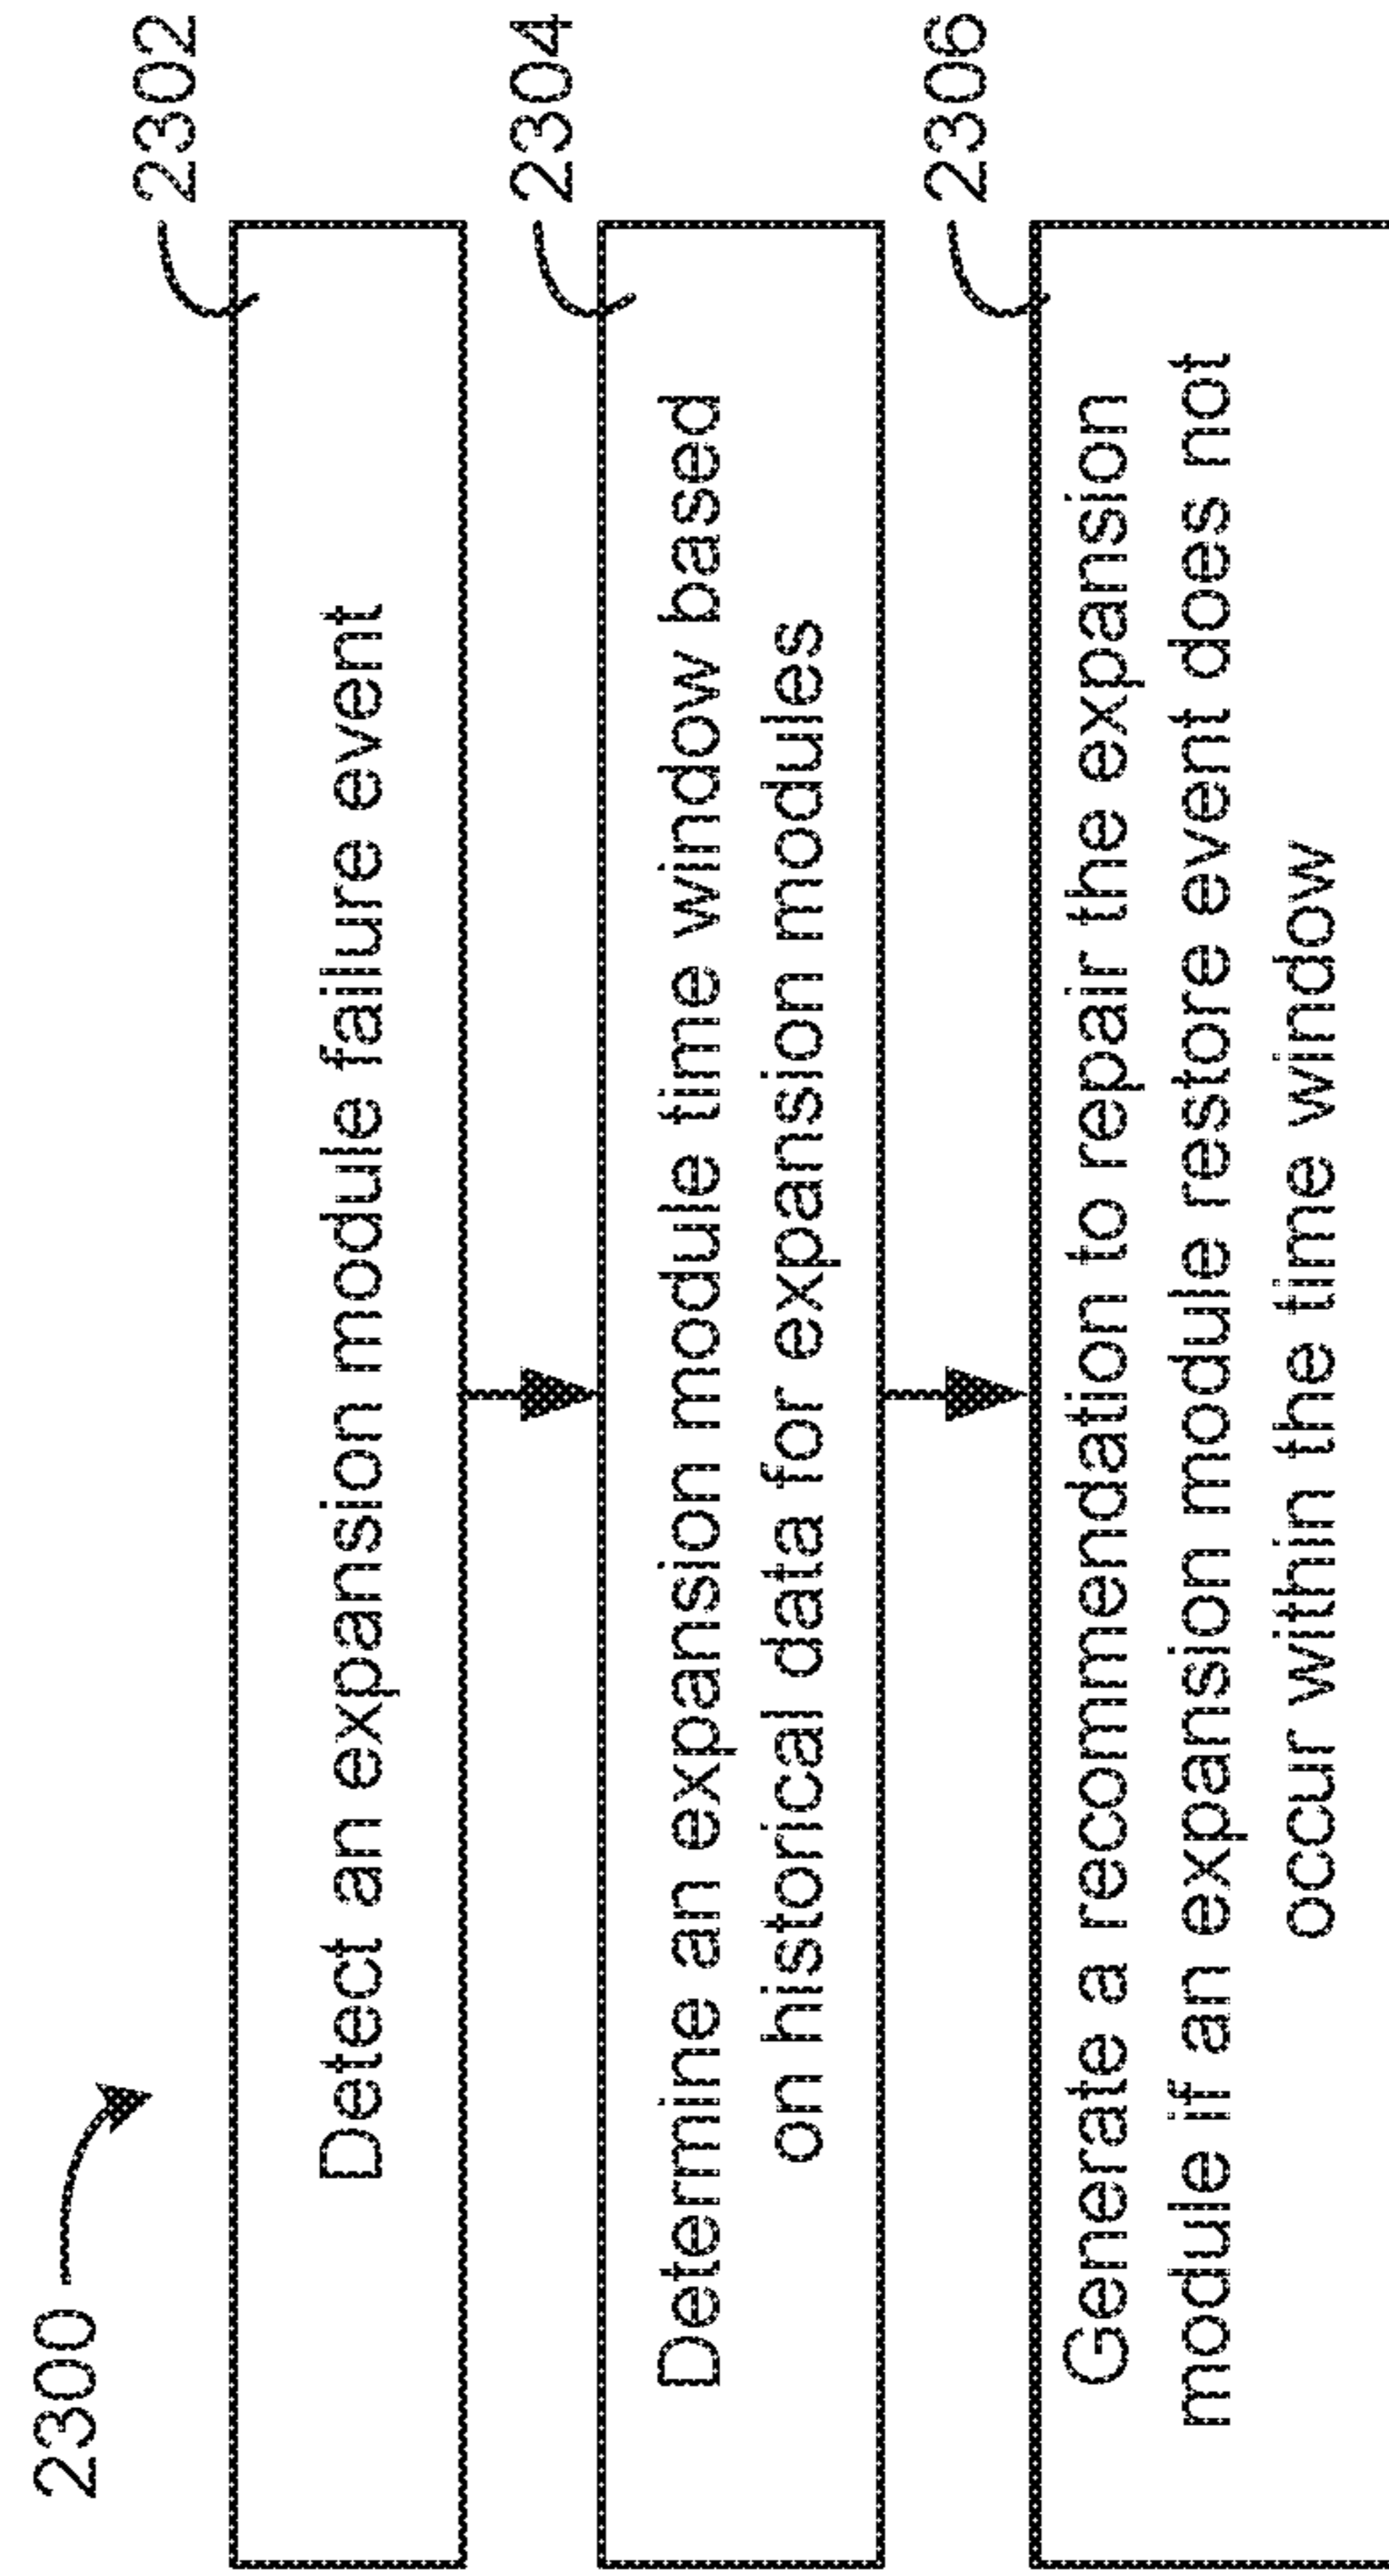 2300
2302
Detect an expansion module failure event
2304
Determine an expansion module time window based
on historical data for expansion modules
2306
Generate a recommendation to repair the expansion
module if an expansion module restore event does not
occur within the time window